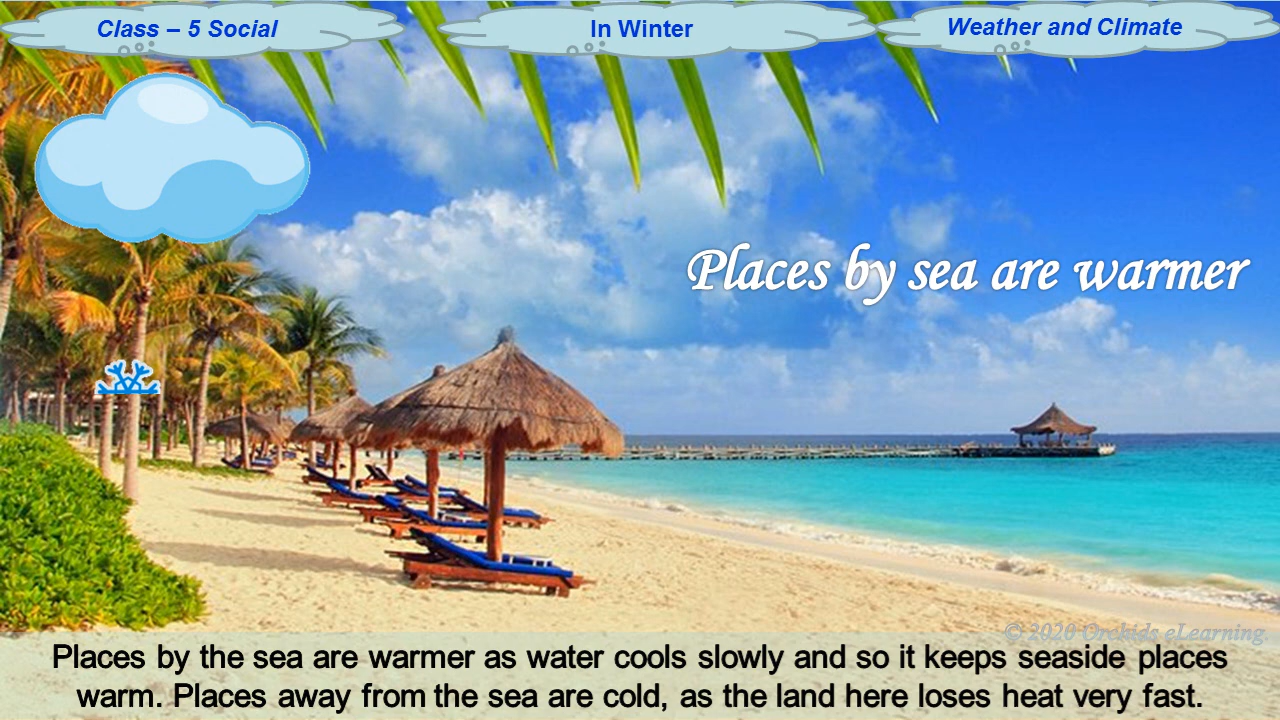 Class – 5 Social
In Winter
Weather and Climate
Places by sea are warmer
© 2020 Orchids eLearning.
Places by the sea are warmer as water cools slowly and so it keeps seaside places
warm. Places away from the sea are cold, as the land here loses heat very fast.